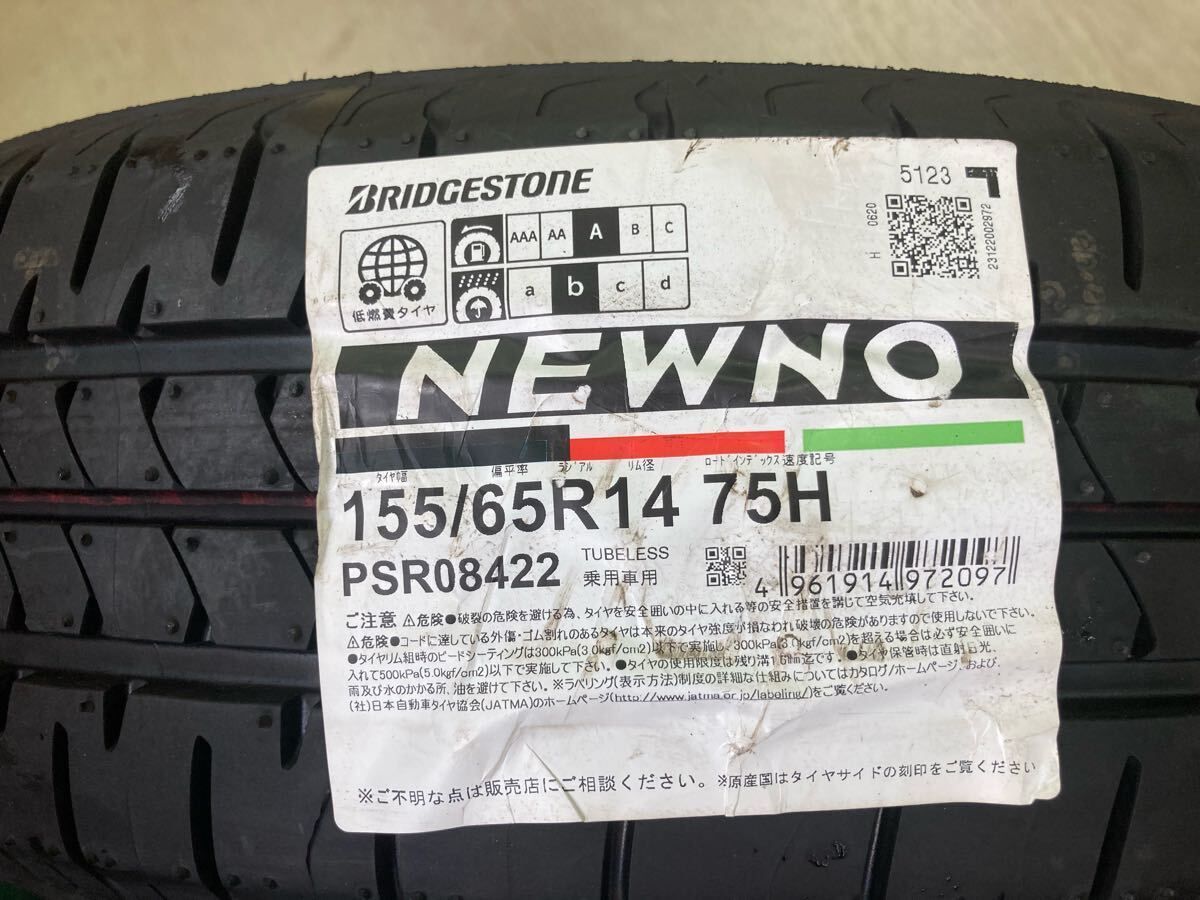 BRIDGESTONE
5123
H 0620
23122002972
AAA AA A B C
a b c d
低燃費タイヤ
NEWNO
タイヤ幅 偏平率 ラジアル リム径 ロードインデックス 速度記号
155/65R14 75H
PSR08422 TUBELESS 乗用車用
4 961914 972097
ご注意 ⚠危険●破裂の危険を避ける為、タイヤを安全囲いの中に入れる等の安全措置を講じて空気充填して下さい。
⚠危険●コードに達している外傷・ゴム割れのあるタイヤは本来のタイヤ強度が損なわれ破壊の危険がありますので使用しないで下さい。
●タイヤリム組時のビードシーティングは300kPa(3.0kgf/cm2)以下で実施し、300kPa(3.0kgf/cm2)を超える場合は必ず安全囲いに
入れて500kPa(5.0kgf/cm2)以下で実施して下さい。●タイヤの使用限度は残り溝1.6mm迄です。●タイヤ保管時は直射日光、
雨及び水のかかる所、油を避けて下さい。※ラベリング(表示方法)制度の詳細な仕組みについてはカタログ/ホームページ、および、
(社)日本自動車タイヤ協会(JATMA)のホームページ(http://www.jatma.or.jp/labeling/)をご覧ください。
※ご不明な点は販売店にご相談ください。※原産国はタイヤサイドの刻印をご覧ください